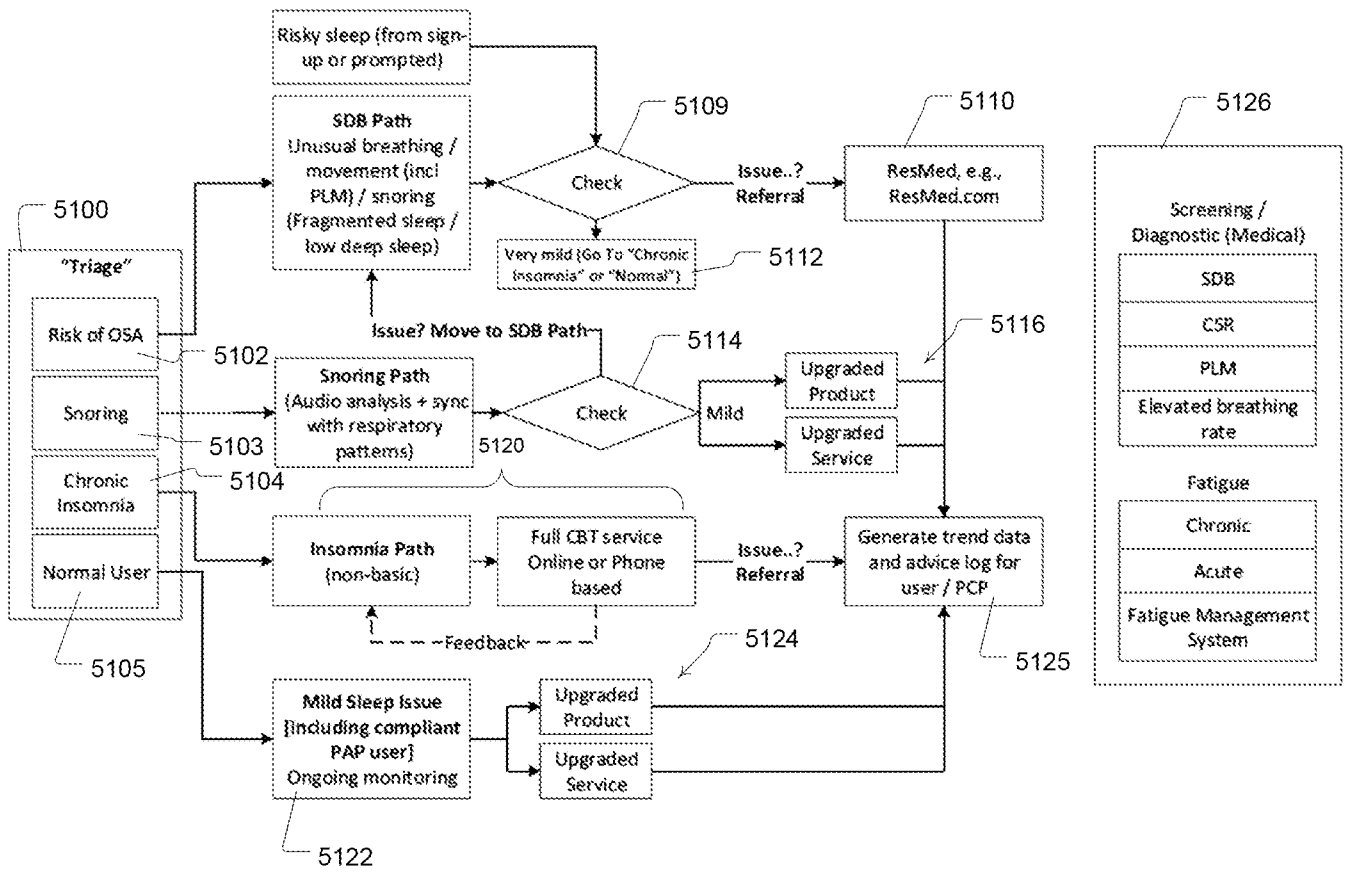 Risky sleep (from sign-
up or prompted)
SDB Path
Unusual breathing /
movement (incl
PLM) / snoring
(Fragmented sleep /
low deep sleep)
5109
Check
Issue..?
Referral
5110
ResMed, e.g.,
ResMed.com
Very mild (Go To "Chronic
Insomnia" or "Normal")
5112
5100
"Triage"
Risk of OSA
5102
Snoring
5103
Chronic
Insomnia
5104
Normal User
5105
Issue? Move to SDB Path
Snoring Path
(Audio analysis + sync
with respiratory
patterns)
5114
Check
Mild
Upgraded
Product
Upgraded
Service
5116
5120
Insomnia Path
(non-basic)
Full CBT service
Online or Phone
based
Feedback
Issue..?
Referral
Generate trend data
and advice log for
user / PCP
5125
Mild Sleep Issue
[including compliant
PAP user]
Ongoing monitoring
5122
Upgraded
Product
Upgraded
Service
5124
5126
Screening /
Diagnostic (Medical)
SDB
CSR
PLM
Elevated breathing
rate
Fatigue
Chronic
Acute
Fatigue Management
System